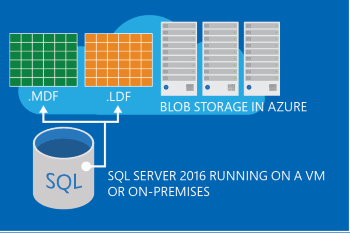 .MDF
.LDF
BLOB STORAGE IN AZURE
SQL
SQL SERVER 2016 RUNNING ON A VM
OR ON-PREMISES